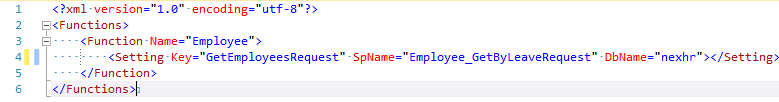 1 <?xml version="1.0" encoding="utf-8"?>
2 <Functions>
3 <Function Name="Employee">
4 <Setting Key="GetEmployeesRequest" SpName="Employee_GetByLeaveRequest" DbName="nexhr"></Setting>
5 </Function>
6 </Functions>